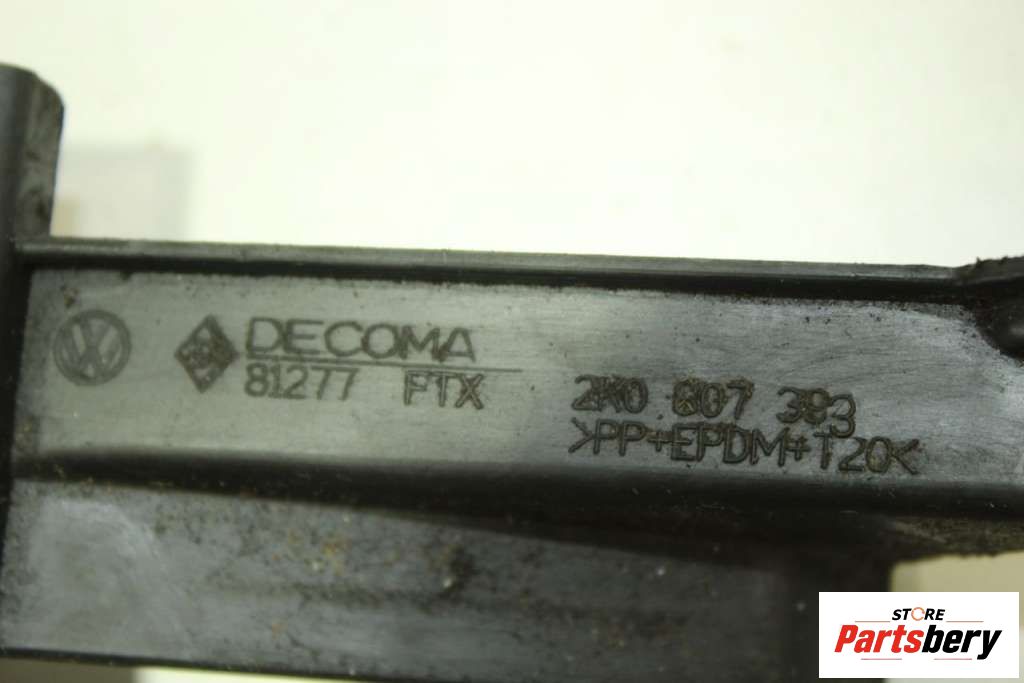 DECOMA
81277 FTX
2K0 807 393
>PP+EPDM+T20<
STORE
Partsbery